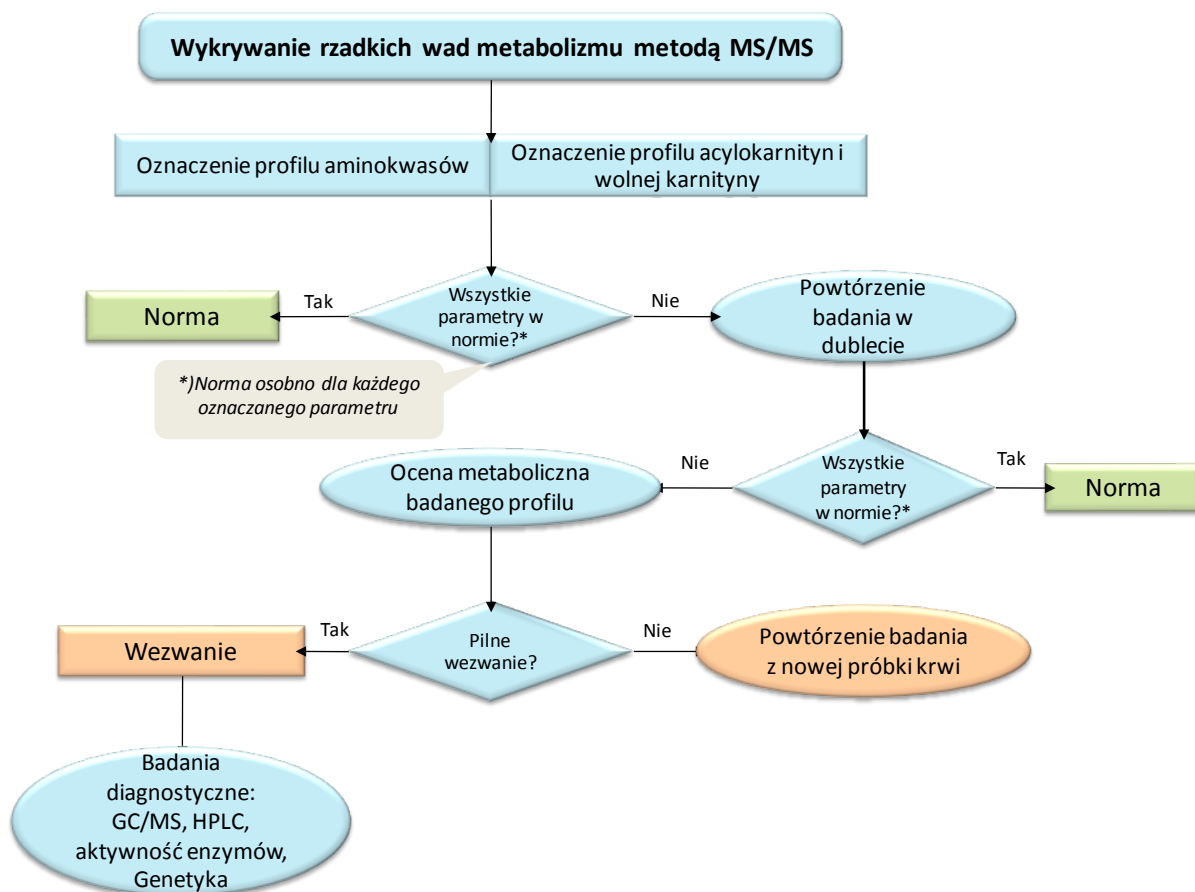 Wykrywanie rzadkich wad metabolizmu metodą MS/MS
Oznaczenie profilu aminokwasów
Oznaczenie profilu acylokarnityn i
wolnej karnityny
Norma
Tak
Wszystkie
parametry w
normie?*
Nie
Powtórzenie
badania w
dublecie
*)Norma osobno dla każdego
oznaczanego parametru
Ocena metaboliczna
badanego profilu
Nie
Wszystkie
parametry
w normie?*
Tak
Norma
Wezwanie
Tak
Pilne
wezwanie?
Nie
Powtórzenie badania
z nowej próbki krwi
Badania
diagnostyczne:
GC/MS, HPLC,
aktywność enzymów,
Genetyka